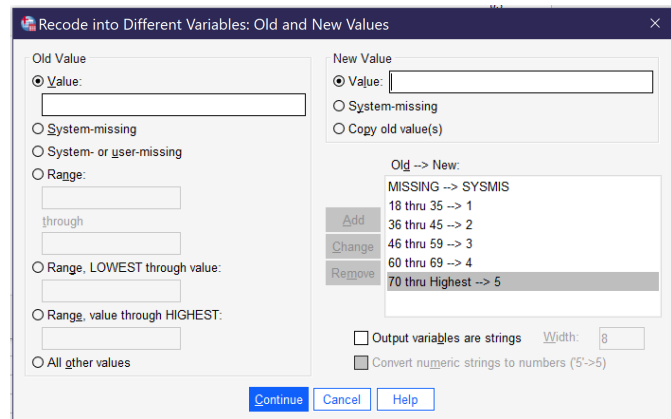 Recode into Different Variables: Old and New Values
Old Value
Value:
System-missing
System- or user-missing
Range:
through
Range, LOWEST through value:
Range, value through HIGHEST:
All other values
New Value
Value:
System-missing
Copy old value(s)
Old --> New:
MISSING --> SYSMIS
18 thru 35 --> 1
36 thru 45 --> 2
46 thru 59 --> 3
60 thru 69 --> 4
70 thru Highest --> 5
Add
Change
Remove
Output variables are strings Width: 8
Convert numeric strings to numbers ('5'->5)
Continue Cancel Help